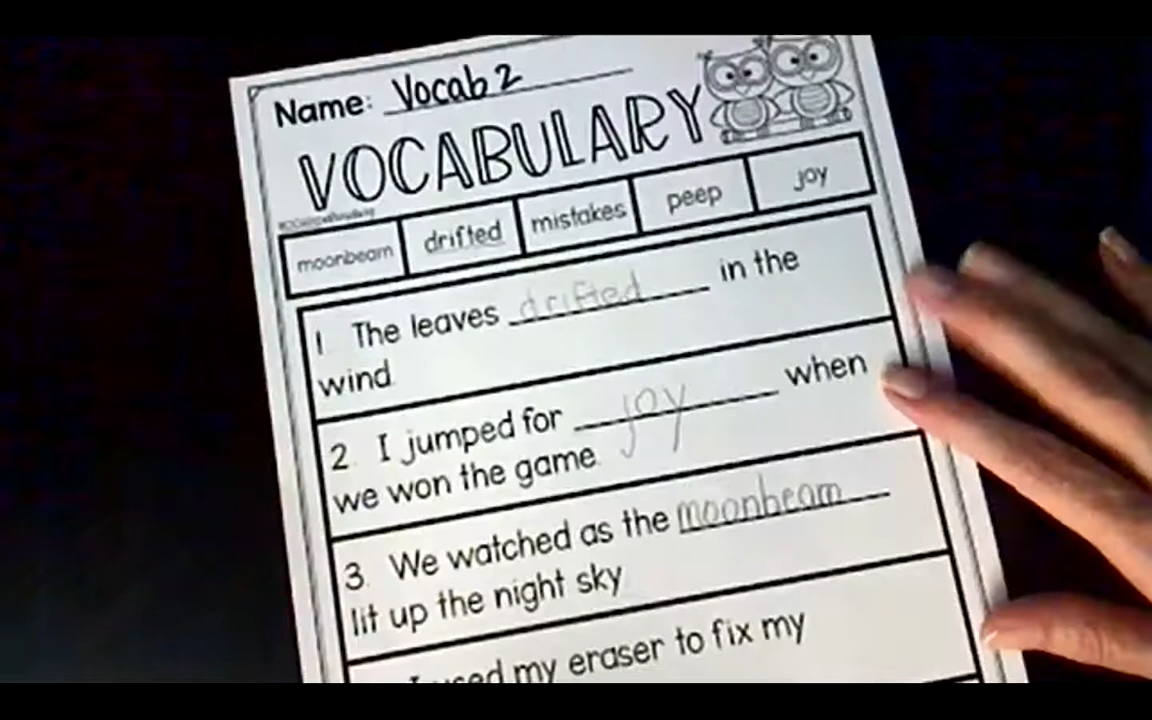 Name: Vocab 2
VOCABULARY
moonbeam drifted mistakes peep joy
1 The leaves drifted in the
wind.
2. I jumped for joy when
we won the game.
3. We watched as the moonbeam
lit up the night sky
I used my eraser to fix my